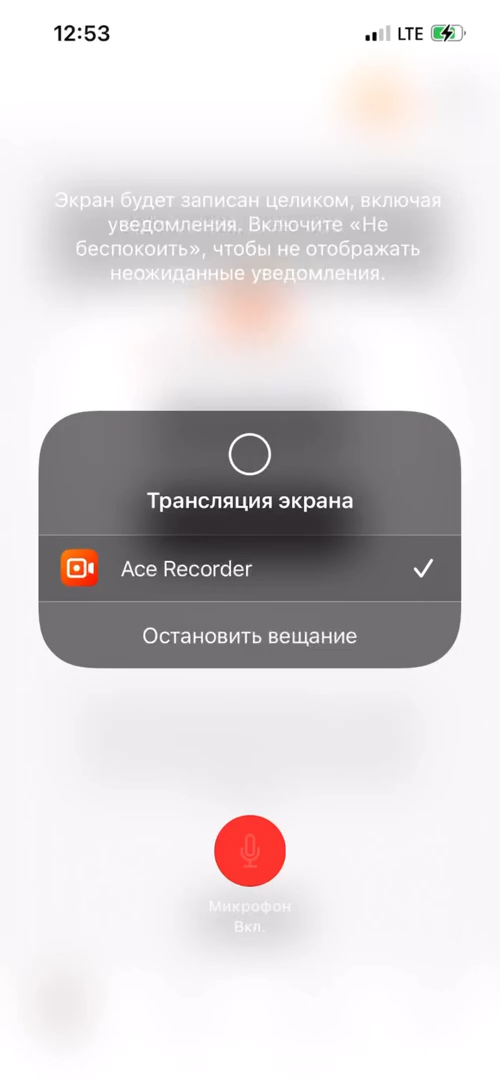 12:53
LTE
Экран будет записан целиком, включая
уведомления. Включите «Не
беспокоить», чтобы не отображать
неожиданные уведомления.
Трансляция экрана
Ace Recorder
Остановить вещание
Микрофон
Вкл.